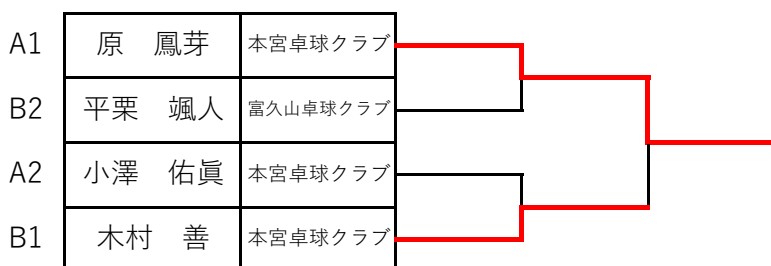 A1 原　鳳芽 本宮卓球クラブ
B2 平栗　颯人 富久山卓球クラブ
A2 小澤　佑眞 本宮卓球クラブ
B1 木村　善 本宮卓球クラブ